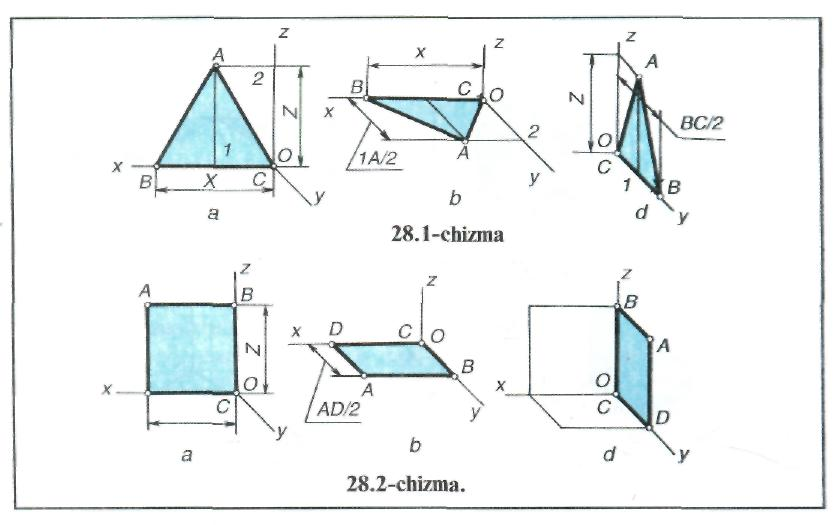 z
A
2
Z
1
x
O
B
X
C
y
a
x
z
B
C
O
x
A
2
1A/2
y
b
z
A
Z
BC/2
O
C
1
B
d
y
28.1-chizma
z
A
B
Z
x
O
C
y
a
z
x
D
C
O
B
A
AD/2
y
b
z
B
A
x
O
C
D
d
y
28.2-chizma.